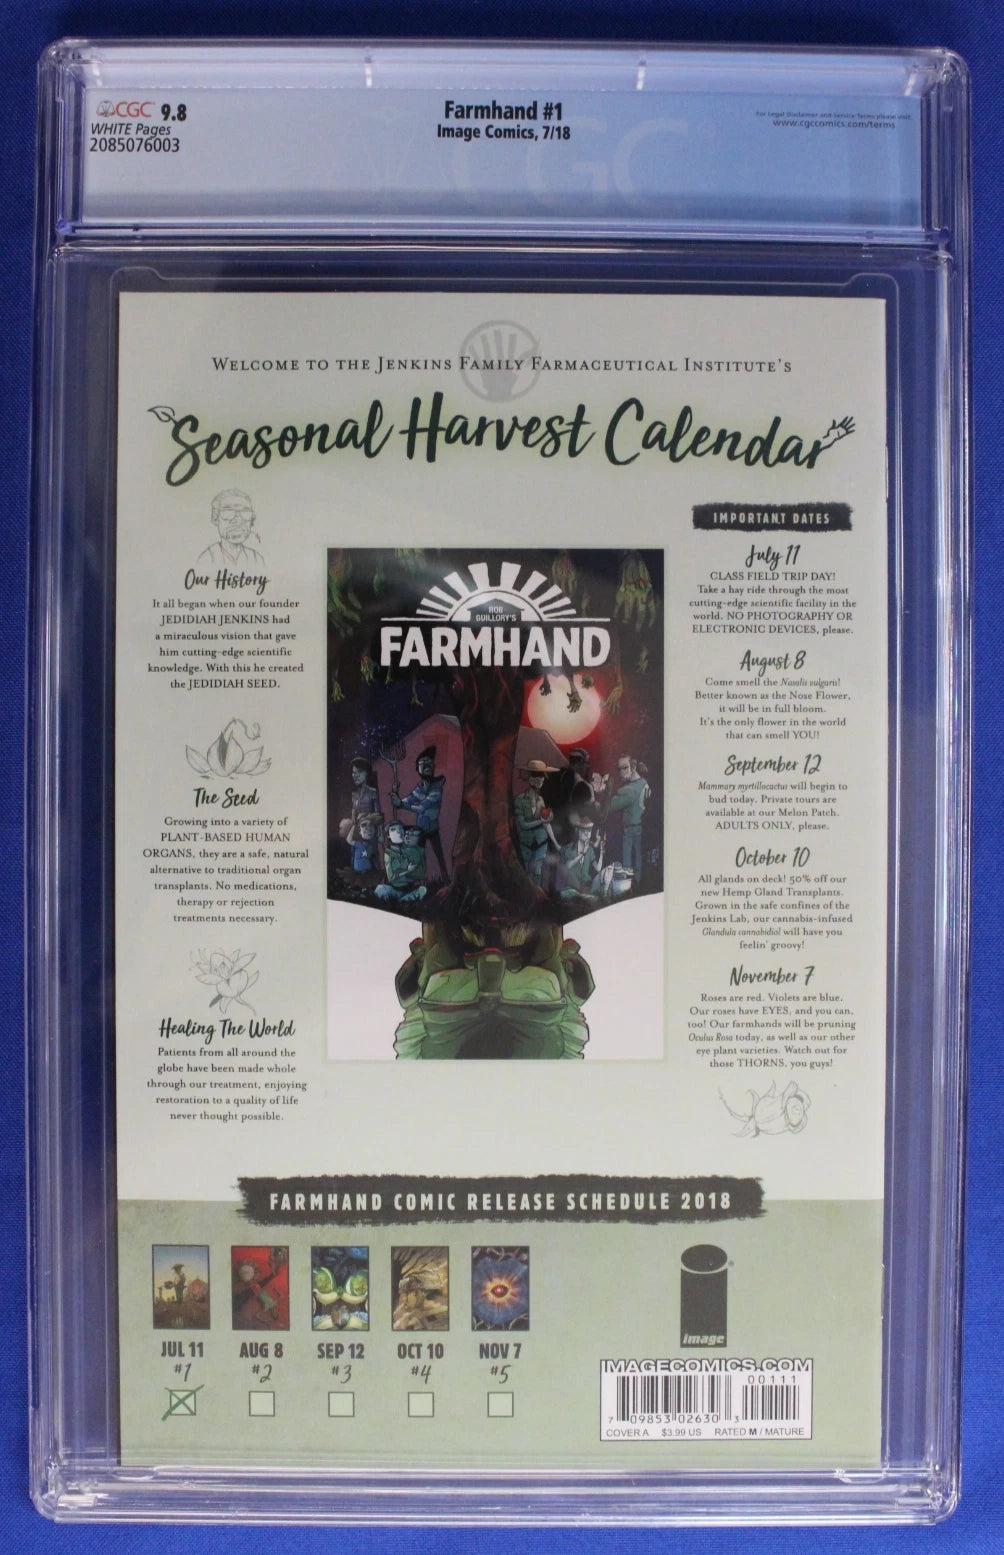 CGC 9.8
WHITE Pages
2085076003
Farmhand #1
Image Comics, 7/18
For Legal Disclaimer and Service Terms please visit
www.cgccomics.com/terms
CGC
WELCOME TO THE JENKINS FAMILY FARMACEUTICAL INSTITUTE'S
Seasonal Harvest Calendar
Our History
It all began when our founder
JEDIDIAH JENKINS had
a miraculous vision that gave
him cutting-edge scientific
knowledge. With this he created
the JEDIDIAH SEED.
The Seed
Growing into a variety of
PLANT-BASED HUMAN
ORGANS, they are a safe, natural
alternative to traditional organ
transplants. No medications,
therapy or rejection
treatments necessary.
Healing The World
Patients from all around the
globe have been made whole
through our treatment, enjoying
restoration to a quality of life
never thought possible.
ROB
GUILLORY'S
FARMHAND
IMPORTANT DATES
July 11
CLASS FIELD TRIP DAY!
Take a hay ride through the most
cutting-edge scientific facility in the
world. NO PHOTOGRAPHY OR
ELECTRONIC DEVICES, please.
August 8
Come smell the Nasalis vulgaris!
Better known as the Nose Flower,
it will be in full bloom.
It's the only flower in the world
that can smell YOU!
September 12
Mammary myrtillocactus will begin to
bud today. Private tours are
available at our Melon Patch.
ADULTS ONLY, please.
October 10
All glands on deck! 50% off our
new Hemp Gland Transplants.
Grown in the safe confines of the
Jenkins Lab, our cannabis-infused
Glandula cannabidiol will have you
feelin' groovy!
November 7
Roses are red. Violets are blue.
Our roses have EYES, and you can,
too! Our farmhands will be pruning
Oculus Rosa today, as well as our other
eye plant varieties. Watch out for
those THORNS, you guys!
FARMHAND COMIC RELEASE SCHEDULE 2018
JUL 11
#1
AUG 8
#2
SEP 12
#3
OCT 10
#4
NOV 7
#5
image
IMAGECOMICS.COM
00111
7 09853 02630 3
COVER A $3.99 US RATED M / MATURE